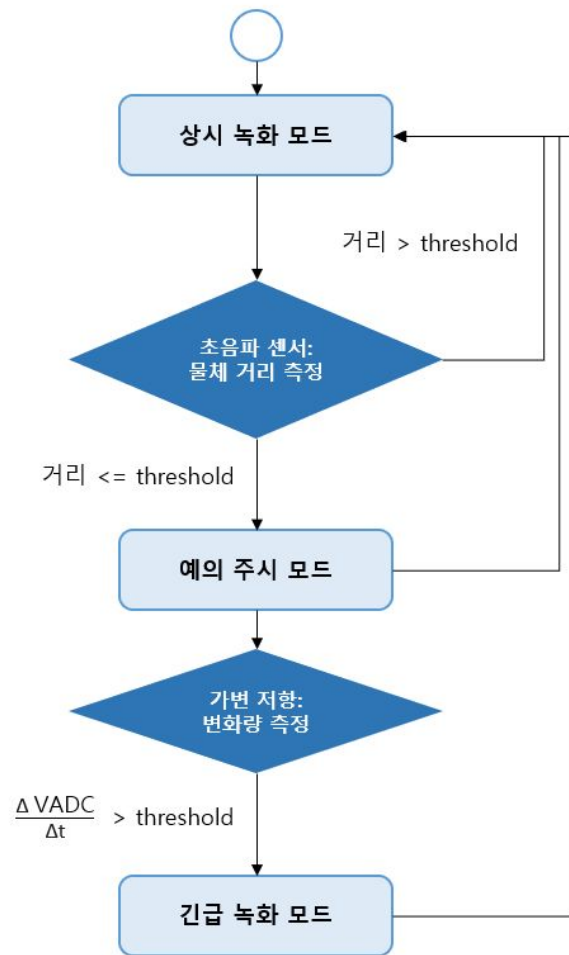 상시 녹화 모드
거리 > threshold
초음파 센서:
물체 거리 측정
거리 <= threshold
예의 주시 모드
가변 저항:
변화량 측정
Δ VADC
Δt
> threshold
긴급 녹화 모드